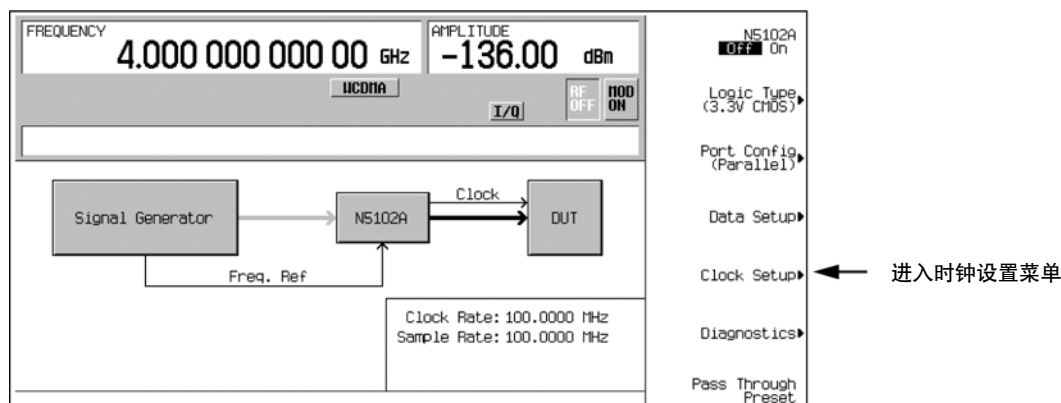 FREQUENCY
4.000 000 000 00 GHz
AMPLITUDE
-136.00 dBm
WCDMA
I/Q
RF OFF
MOD ON
Signal Generator
N5102A
Clock
DUT
Freq. Ref
Clock Rate: 100.0000 MHz
Sample Rate: 100.0000 MHz
N5102A
Off On
Logic Type
(3.3V CMOS)
Port Config
(Parallel)
Data Setup
Clock Setup
进入时钟设置菜单
Diagnostics
Pass Through
Preset